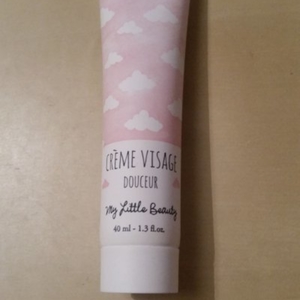 CRÈME VISAGE
DOUCEUR
My Little Beauty
40 ml - 1.3 fl.oz.